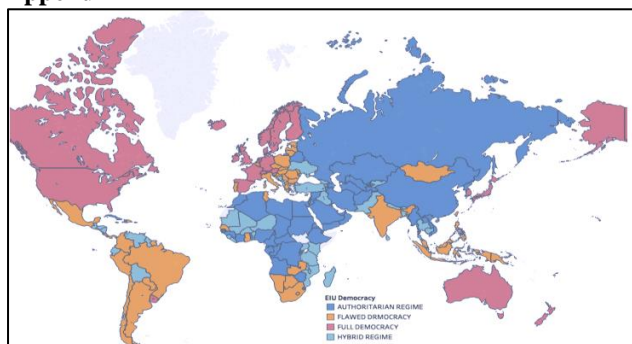 EIU Democracy
AUTHORITARIAN REGIME
FLAWED DRMOCRACY
FULL DEMOCRACY
HYBRID REGIME